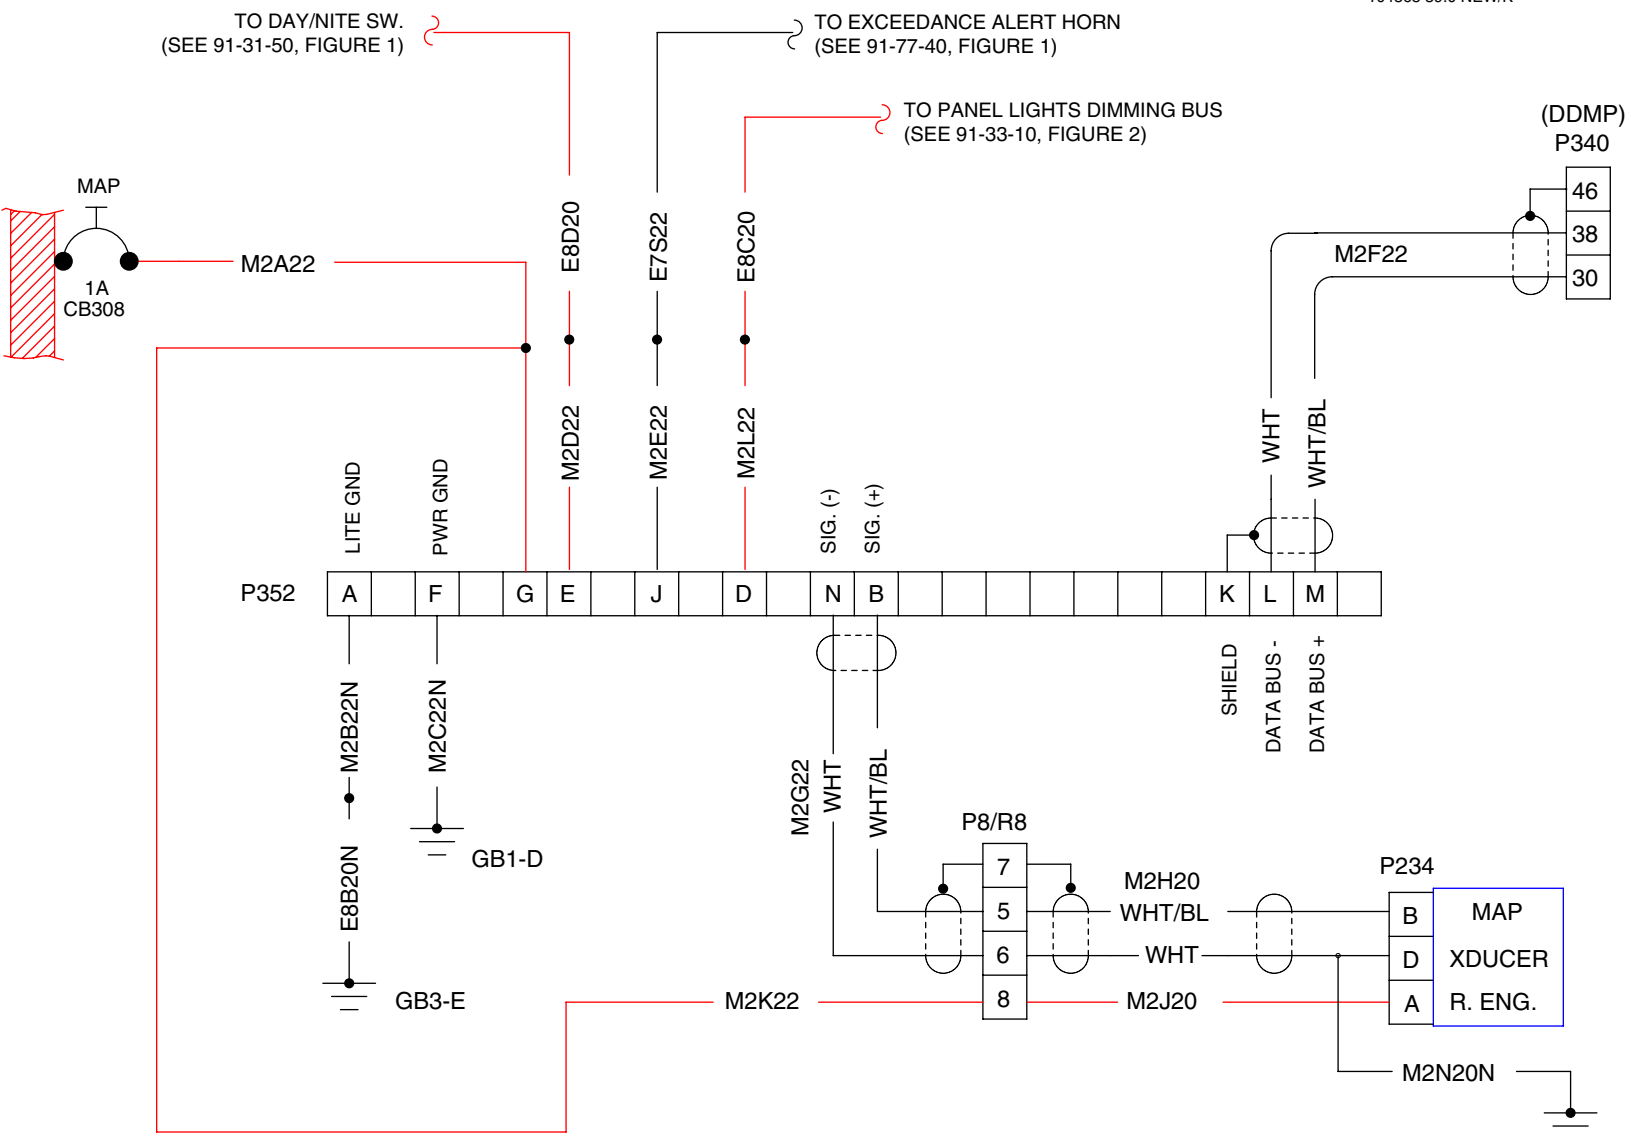 TO DAY/NITE SW.
(SEE 91-31-50, FIGURE 1)
TO EXCEEDANCE ALERT HORN
(SEE 91-77-40, FIGURE 1)
TO PANEL LIGHTS DIMMING BUS
(SEE 91-33-10, FIGURE 2)
(DDMP)
P340
46
38
30
MAP
1A
CB308
M2A22
E8D20
E7S22
E8C20
M2F22
M2D22
M2E22
M2L22
WHT
WHT/BL
LITE GND
PWR GND
SIG. (-)
SIG. (+)
P352
A
F
G
E
J
D
N
B
K
L
M
SHIELD
DATA BUS -
DATA BUS +
M2B22N
M2C22N
M2G22
WHT
WHT/BL
E8B20N
GB1-D
GB3-E
P8/R8
7
5
6
8
M2H20
WHT/BL
WHT
M2K22
M2J20
P234
B
D
A
MAP
XDUCER
R. ENG.
M2N20N